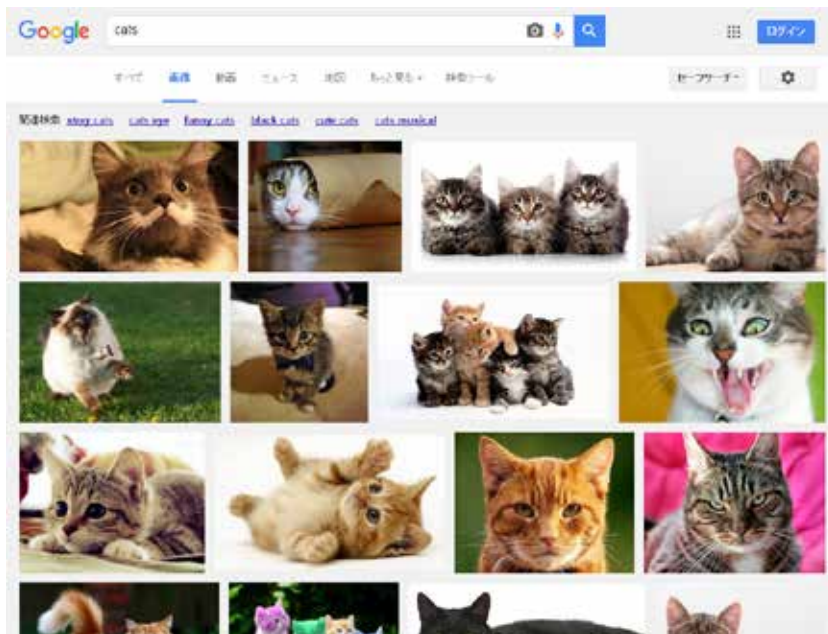 Google cats ログイン
すべて 画像 動画 ニュース 地図 もっと見る 検索ツール セーフサーチ
関連検索 cats funny cats black cats cute cats cats musical